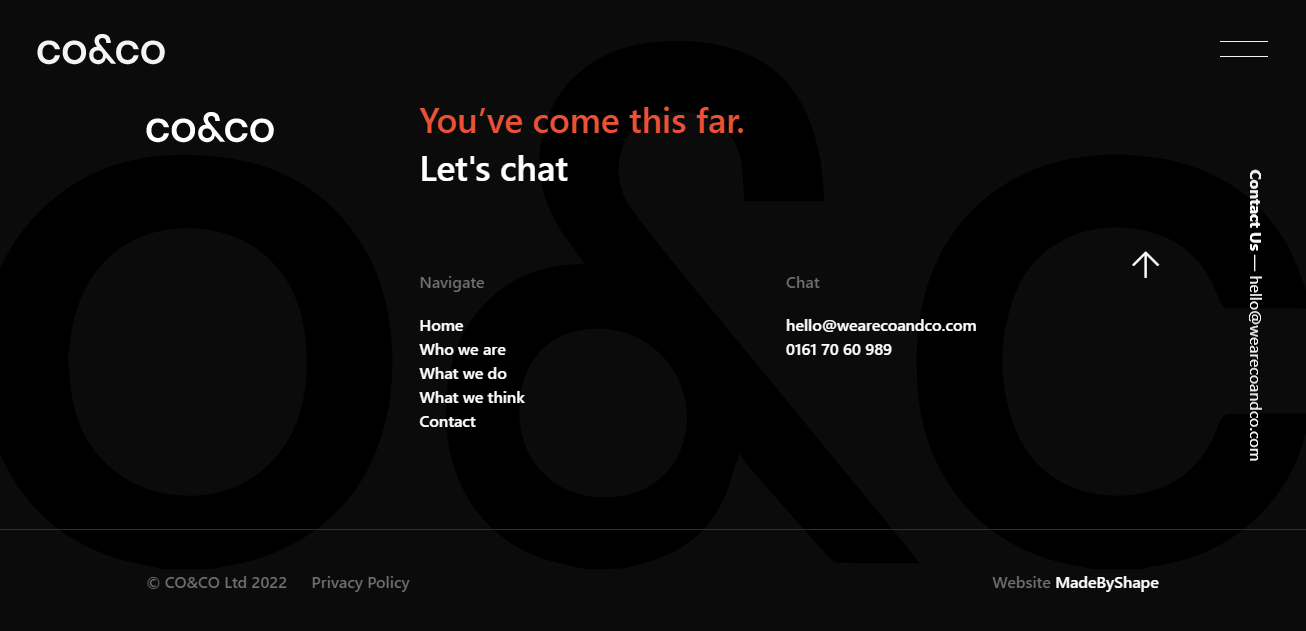 co&co
co&co
You’ve come this far.
Let's chat
Navigate
Home
Who we are
What we do
What we think
Contact
Chat
hello@wearecoandco.com
0161 70 60 989
Contact Us — hello@wearecoandco.com
© CO&CO Ltd 2022 Privacy Policy
Website MadeByShape
o&c